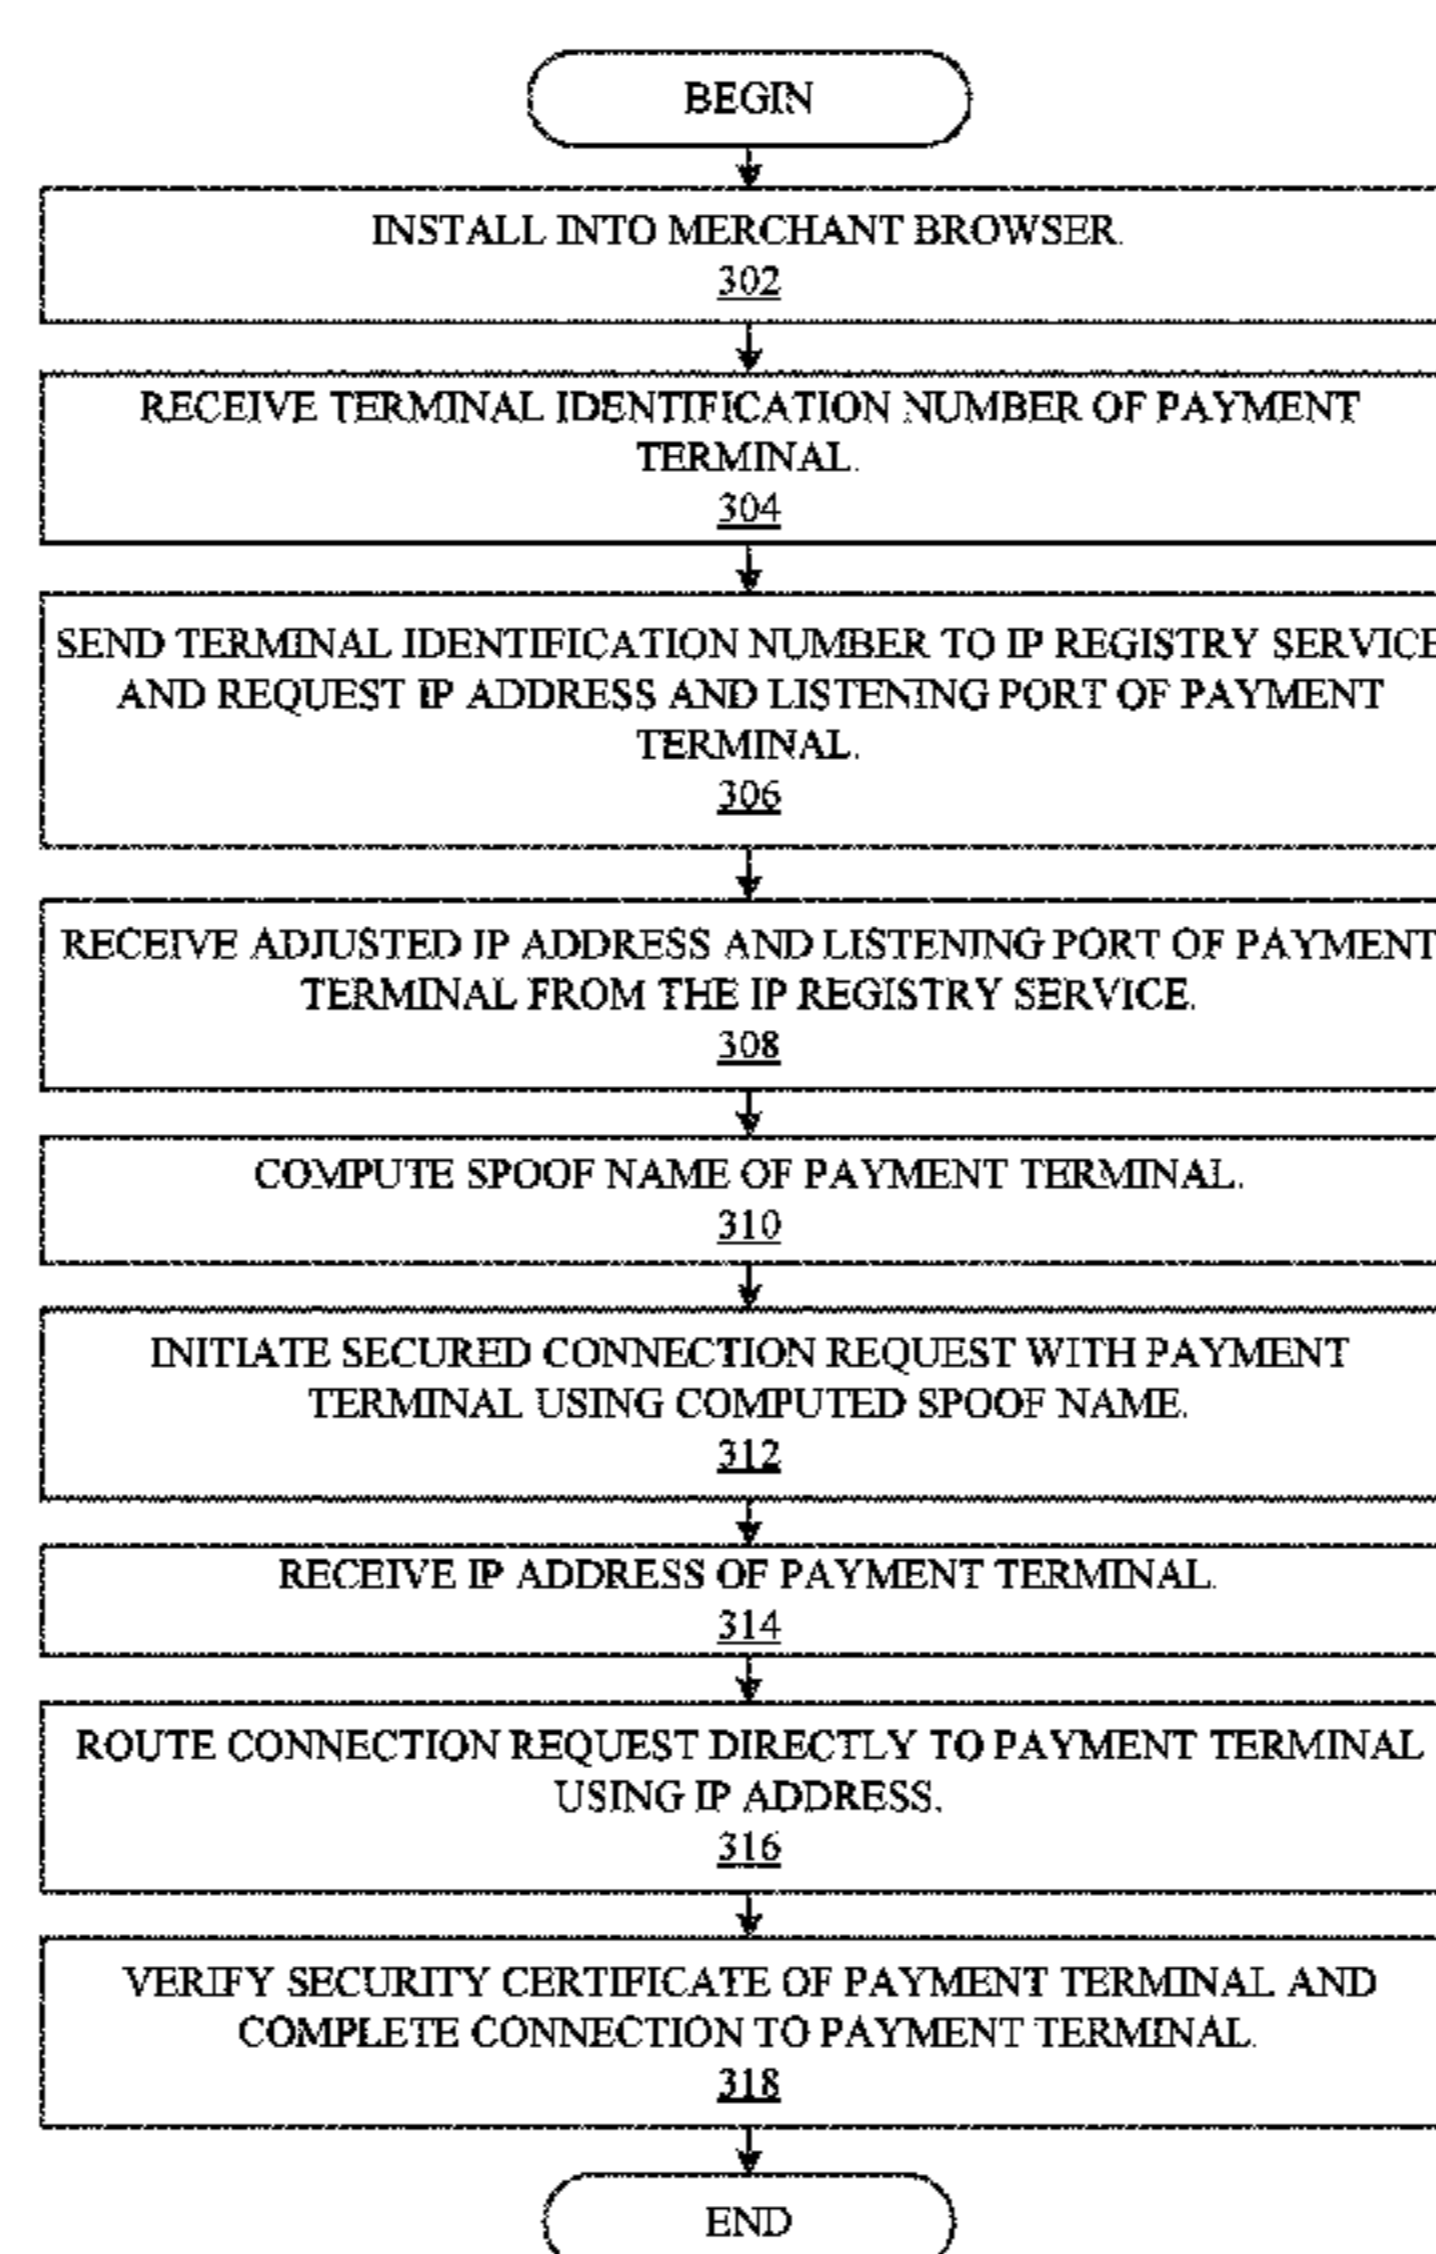 BEGIN
INSTALL INTO MERCHANT BROWSER.
302
RECEIVE TERMINAL IDENTIFICATION NUMBER OF PAYMENT
TERMINAL.
304
SEND TERMINAL IDENTIFICATION NUMBER TO IP REGISTRY SERVICE
AND REQUEST IP ADDRESS AND LISTENING PORT OF PAYMENT
TERMINAL.
306
RECEIVE ADJUSTED IP ADDRESS AND LISTENING PORT OF PAYMENT
TERMINAL FROM THE IP REGISTRY SERVICE.
308
COMPUTE SPOOF NAME OF PAYMENT TERMINAL.
310
INITIATE SECURED CONNECTION REQUEST WITH PAYMENT
TERMINAL USING COMPUTED SPOOF NAME.
312
RECEIVE IP ADDRESS OF PAYMENT TERMINAL.
314
ROUTE CONNECTION REQUEST DIRECTLY TO PAYMENT TERMINAL
USING IP ADDRESS.
316
VERIFY SECURITY CERTIFICATE OF PAYMENT TERMINAL AND
COMPLETE CONNECTION TO PAYMENT TERMINAL.
318
END